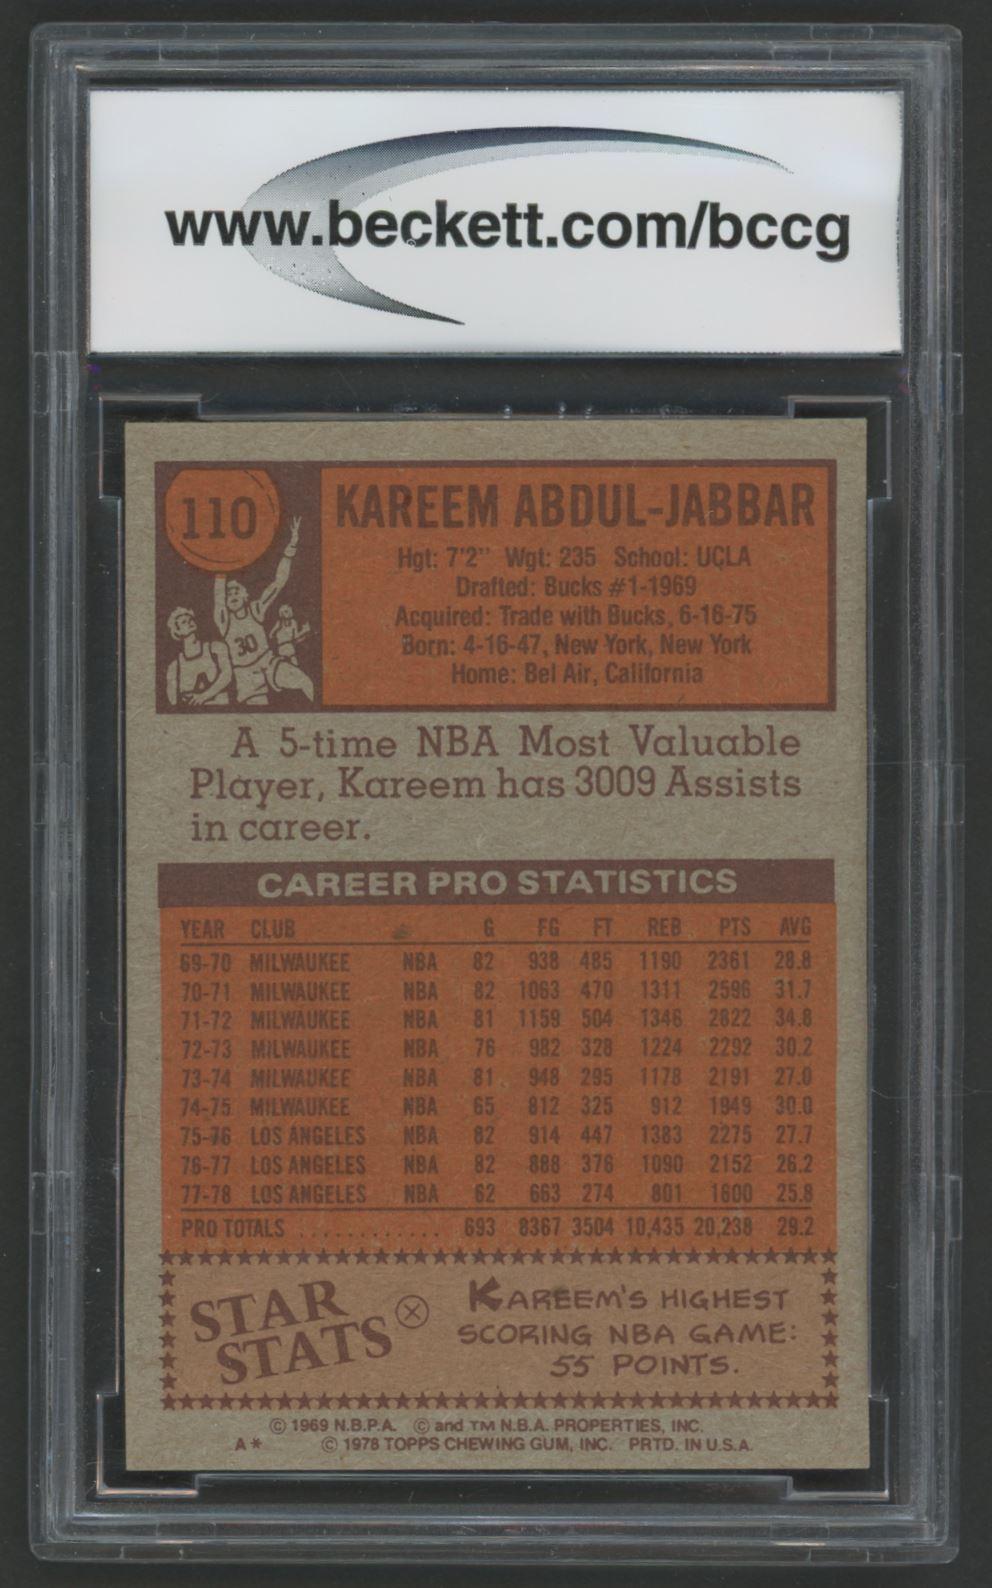 www.beckett.com/bccg
110
30
KAREEM ABDUL-JABBAR
Hgt: 7'2" Wgt: 235 School: UCLA
Drafted: Bucks #1-1969
Acquired: Trade with Bucks, 6-16-75
Born: 4-16-47, New York, New York
Home: Bel Air, California
A 5-time NBA Most Valuable
Player, Kareem has 3009 Assists
in career.
CAREER PRO STATISTICS
YEAR CLUB G FG FT REB PTS AVG
69-70 MILWAUKEE NBA 82 938 485 1190 2361 28.8
70-71 MILWAUKEE NBA 82 1063 470 1311 2596 31.7
71-72 MILWAUKEE NBA 81 1159 504 1346 2822 34.8
72-73 MILWAUKEE NBA 76 982 328 1224 2292 30.2
73-74 MILWAUKEE NBA 81 948 295 1178 2191 27.0
74-75 MILWAUKEE NBA 65 812 325 912 1949 30.0
75-76 LOS ANGELES NBA 82 914 447 1383 2275 27.7
76-77 LOS ANGELES NBA 82 888 376 1090 2152 26.2
77-78 LOS ANGELES NBA 62 663 274 801 1600 25.8
PRO TOTALS ............. 693 8367 3504 10,435 20,238 29.2
STAR
STATS
KAREEM'S HIGHEST
SCORING NBA GAME:
55 POINTS.
© 1969 N.B.P.A. © and TM N.B.A. PROPERTIES, INC.
A* © 1978 TOPPS CHEWING GUM, INC. PRTD. IN U.S.A.